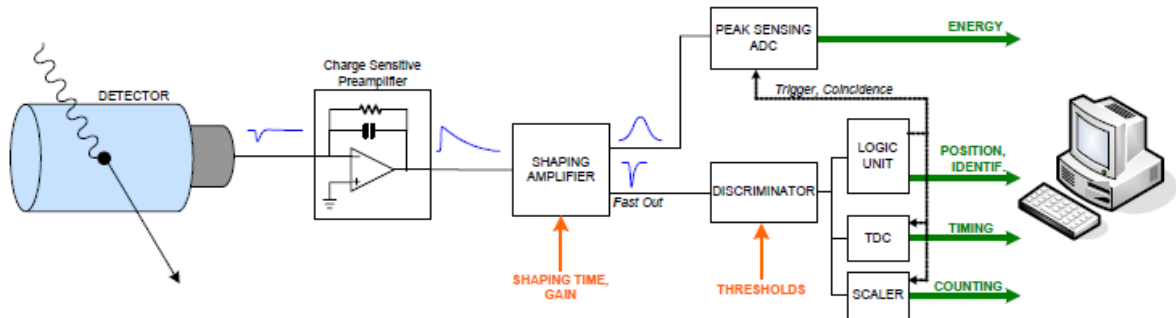 DETECTOR
Charge Sensitive
Preamplifier
SHAPING
AMPLIFIER
Fast Out
SHAPING TIME,
GAIN
PEAK SENSING
ADC
ENERGY
Trigger, Coincidence
DISCRIMINATOR
THRESHOLDS
LOGIC
UNIT
POSITION,
IDENTIF.
TDC
TIMING
SCALER
COUNTING